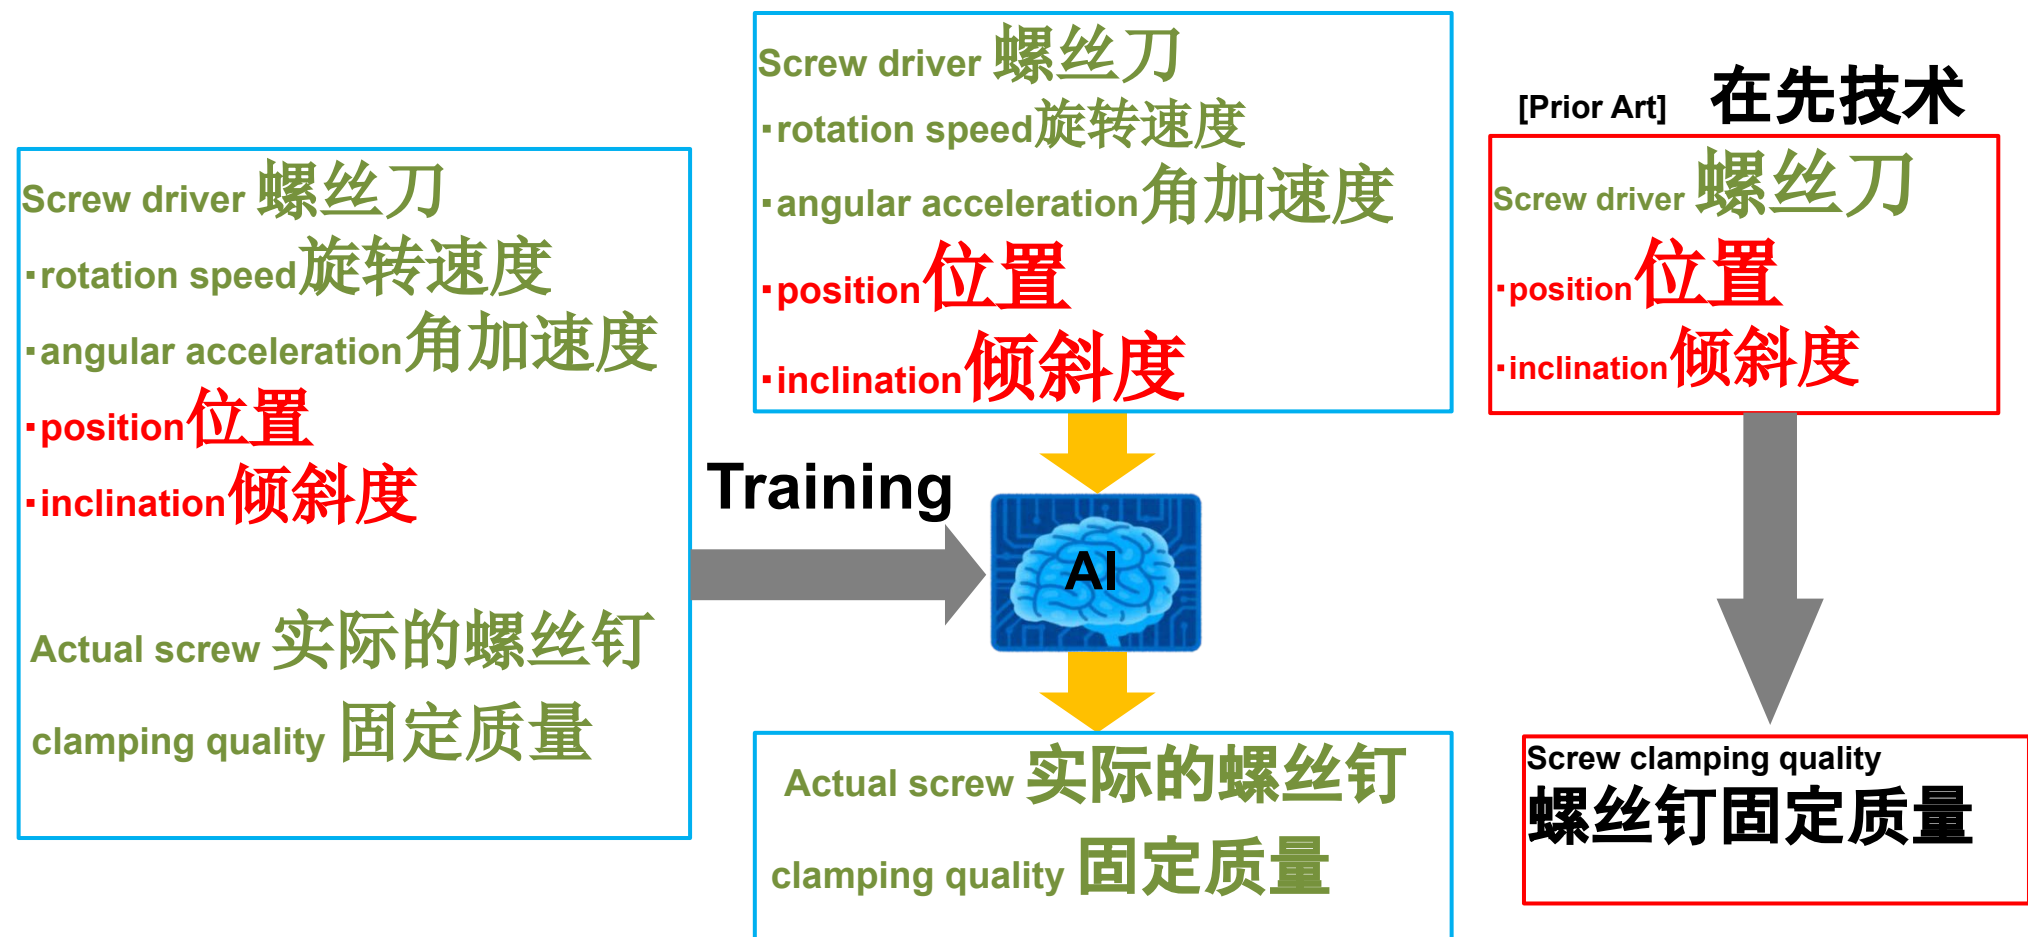 Screw driver 螺丝刀
▪rotation speed旋转速度
▪angular acceleration角加速度
▪position位置
▪inclination倾斜度
Actual screw 实际的螺丝钉
clamping quality 固定质量
Training
Screw driver 螺丝刀
▪rotation speed旋转速度
▪angular acceleration角加速度
▪position位置
▪inclination倾斜度
AI
Actual screw 实际的螺丝钉
clamping quality 固定质量
[Prior Art] 在先技术
Screw driver 螺丝刀
▪position位置
▪inclination倾斜度
Screw clamping quality
螺丝钉固定质量